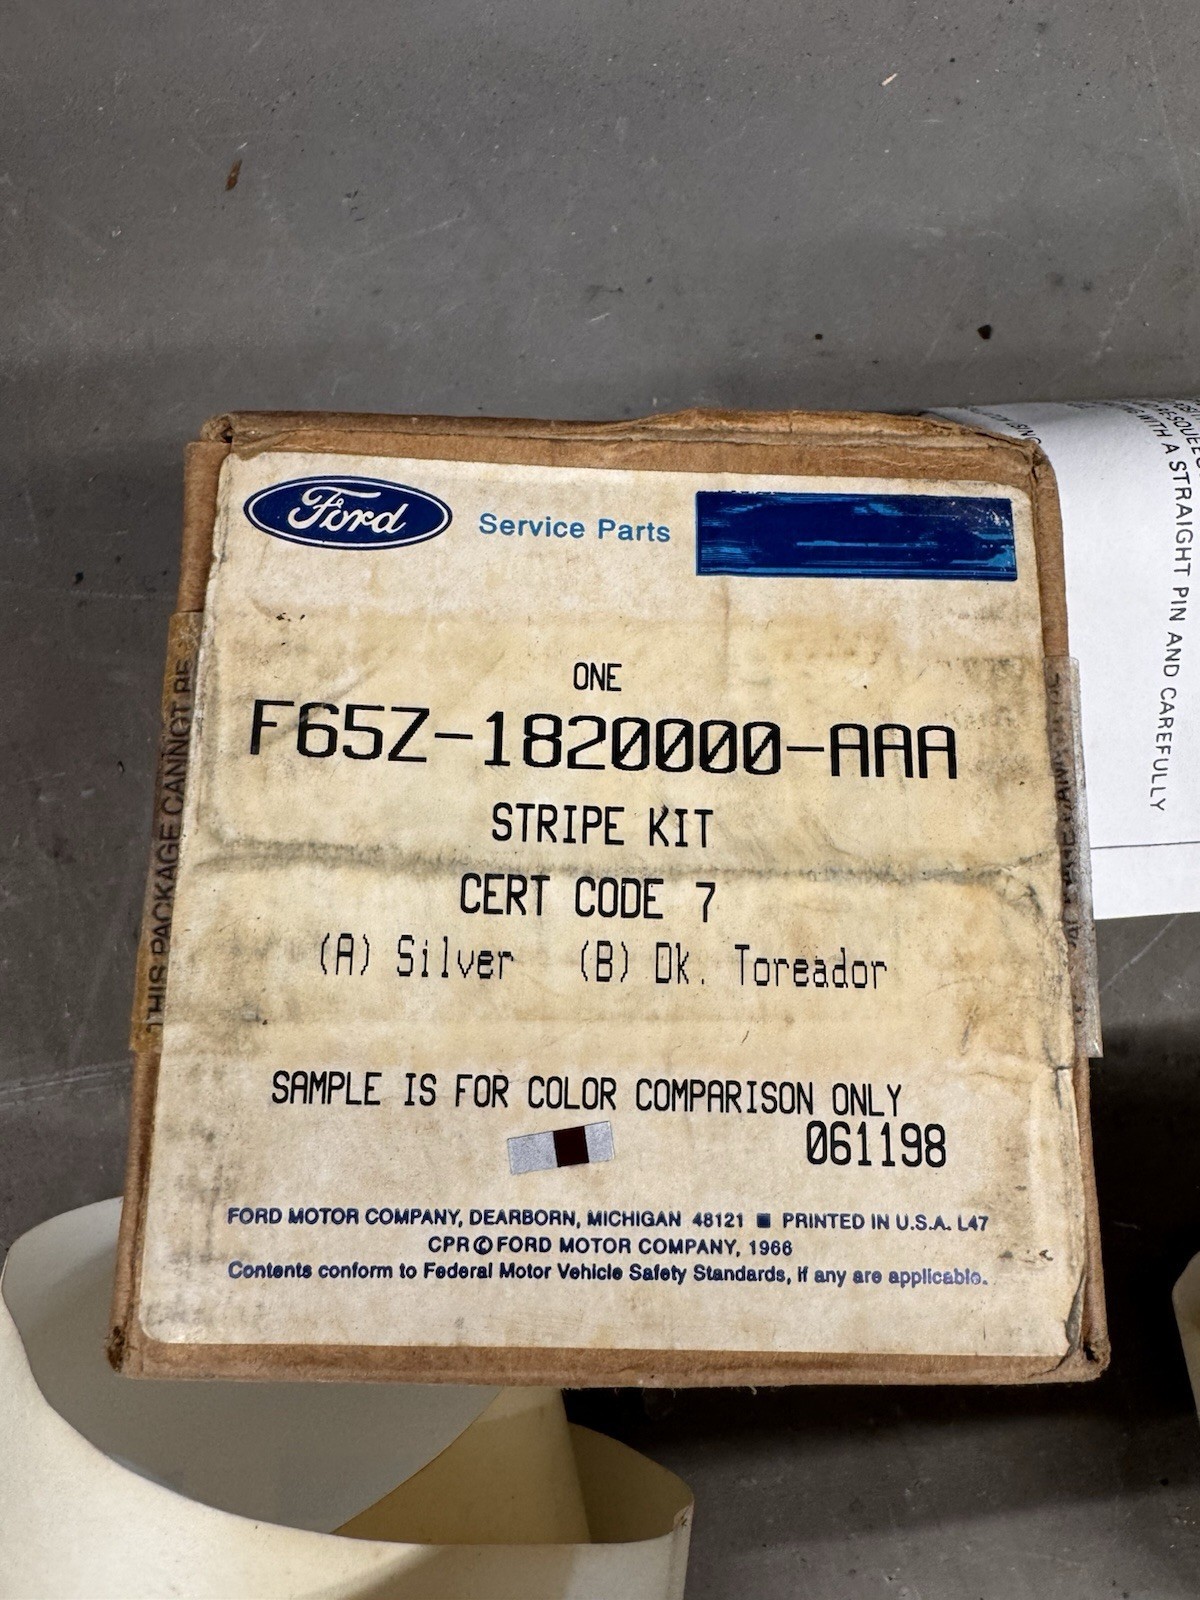 Ford Service Parts
ONE
F65Z-1820000-AAA
STRIPE KIT
CERT CODE 7
(A) Silver (B) Dk. Toreador
SAMPLE IS FOR COLOR COMPARISON ONLY
061198
FORD MOTOR COMPANY, DEARBORN, MICHIGAN 48121 ■ PRINTED IN U.S.A. L47
CPR © FORD MOTOR COMPANY, 1966
Contents conform to Federal Motor Vehicle Safety Standards, if any are applicable.
THIS PACKAGE CANNOT BE
WITH A STRAIGHT PIN AND CAREFULLY